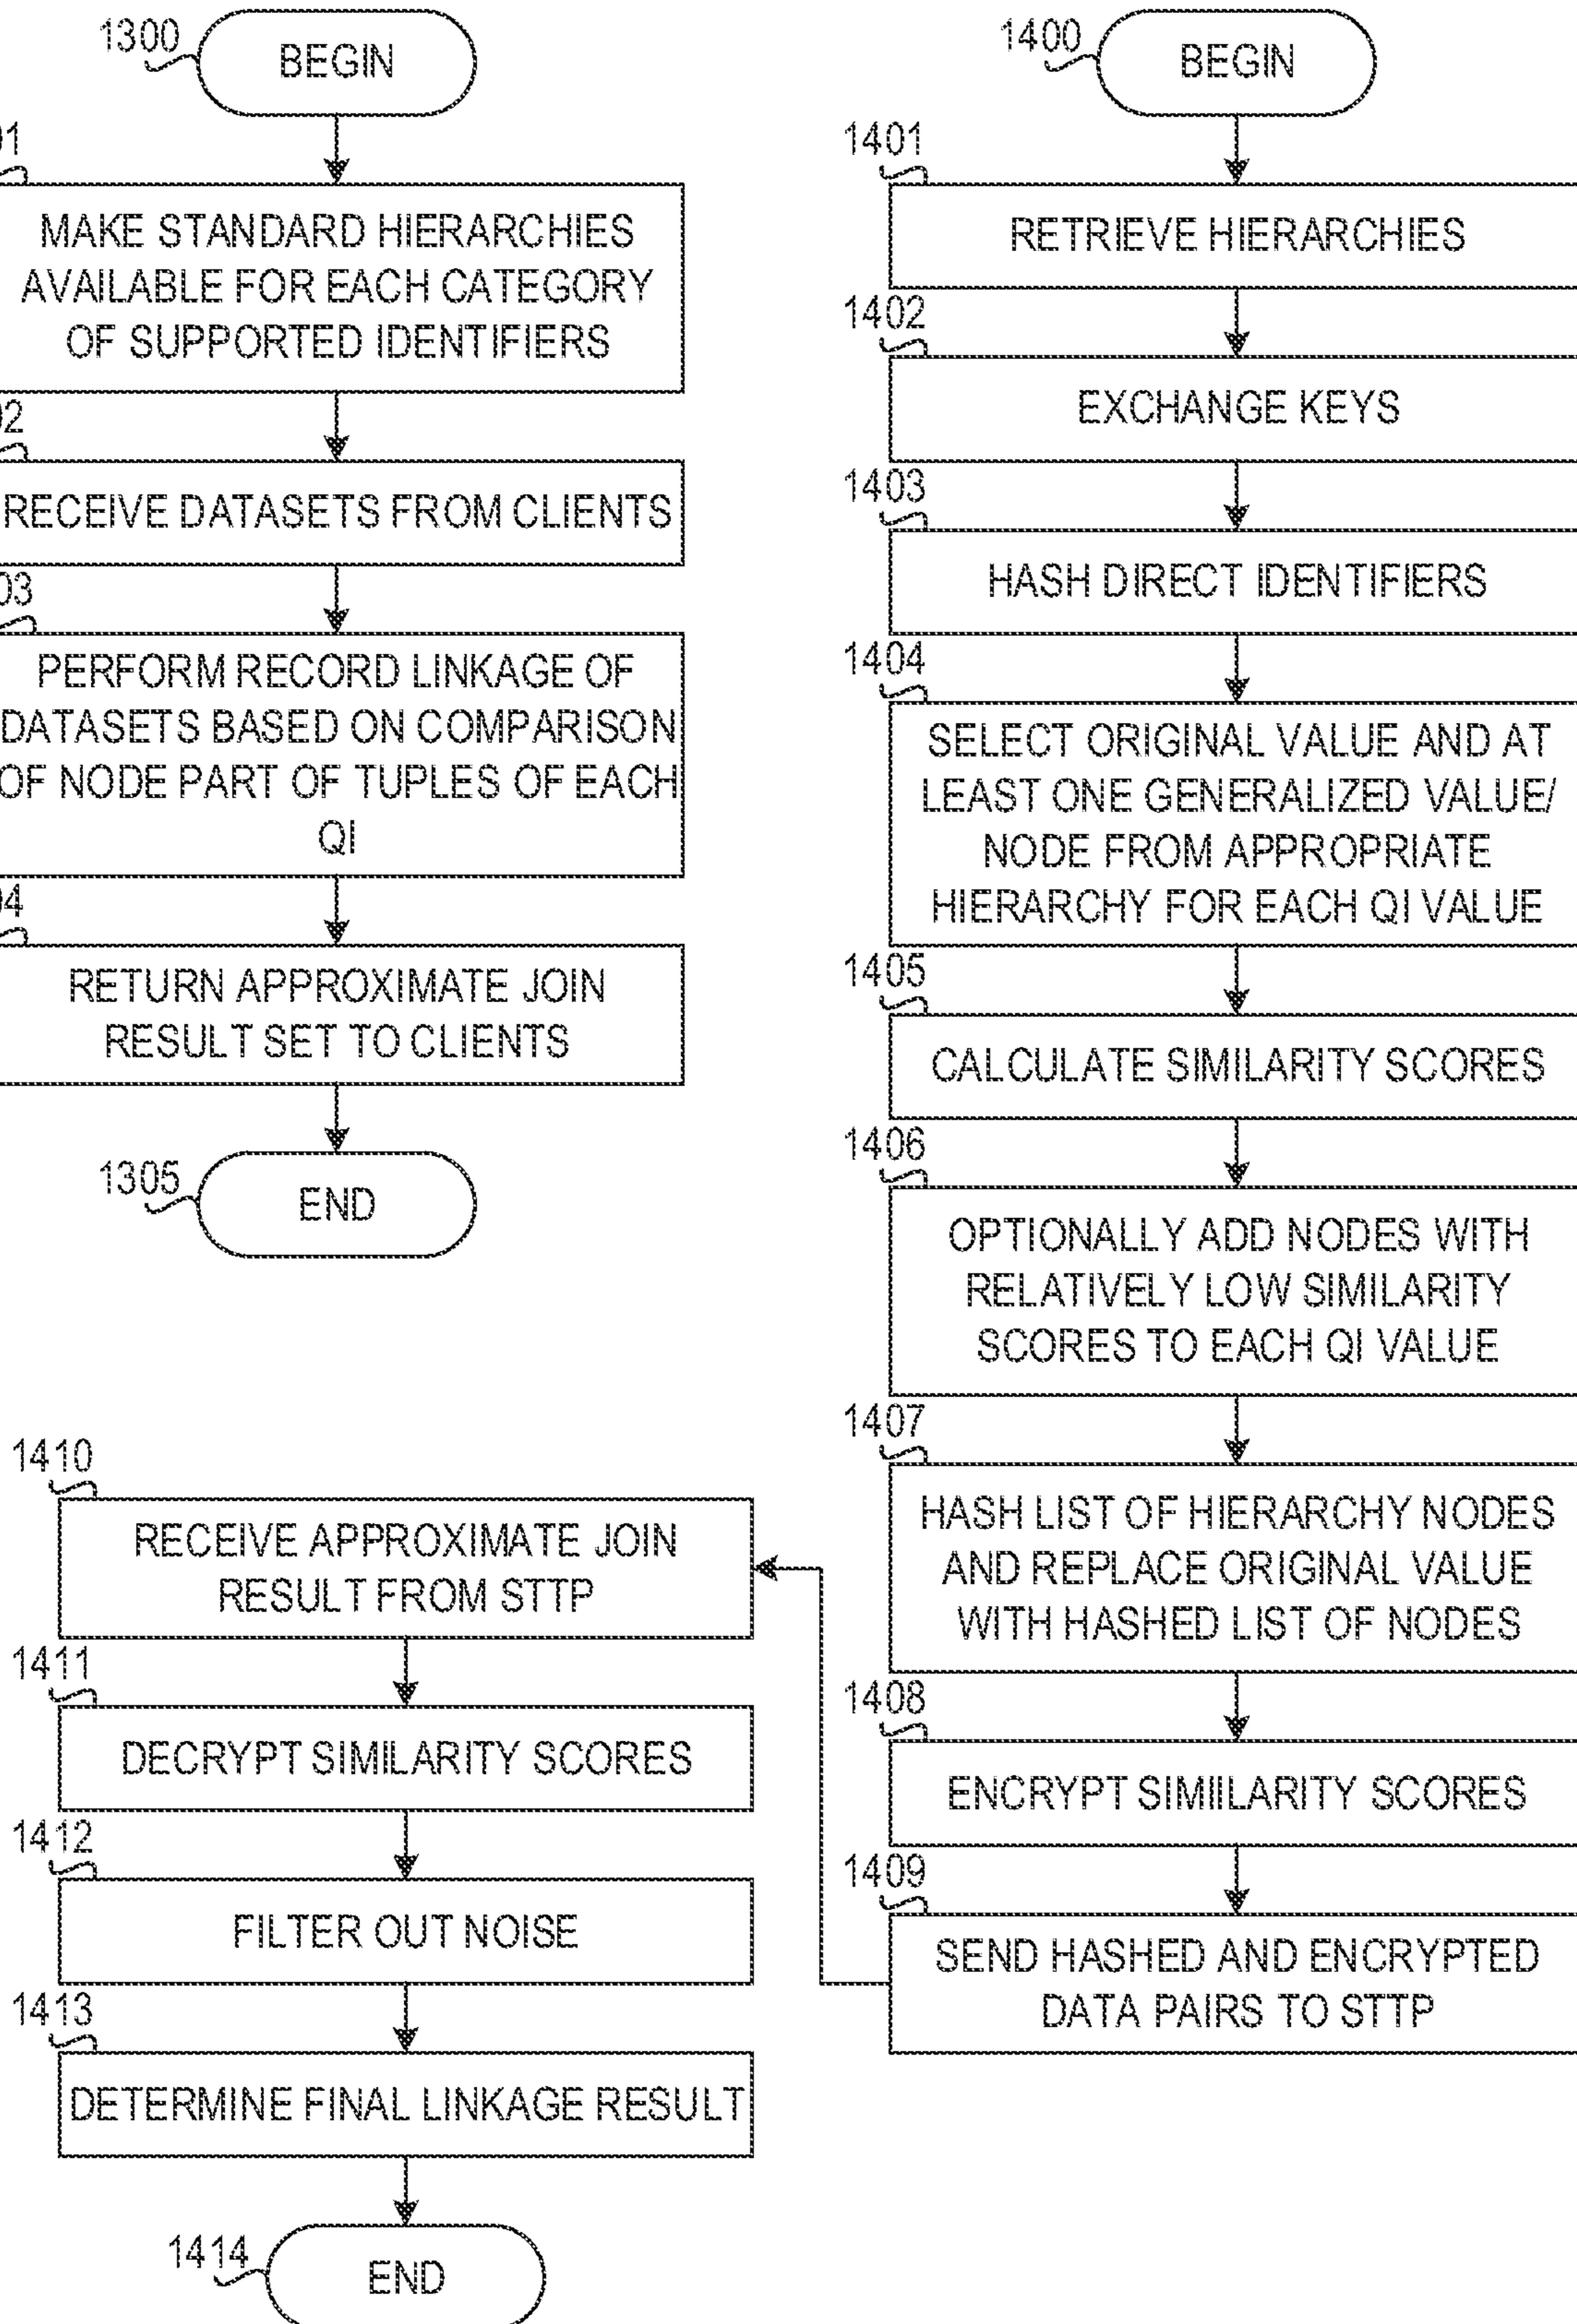 1300
BEGIN
01
MAKE STANDARD HIERARCHIES
AVAILABLE FOR EACH CATEGORY
OF SUPPORTED IDENTIFIERS
02
RECEIVE DATASETS FROM CLIENTS
03
PERFORM RECORD LINKAGE OF
DATASETS BASED ON COMPARISON
OF NODE PART OF TUPLES OF EACH
QI
04
RETURN APPROXIMATE JOIN
RESULT SET TO CLIENTS
1305
END
1400
BEGIN
1401
RETRIEVE HIERARCHIES
1402
EXCHANGE KEYS
1403
HASH DIRECT IDENTIFIERS
1404
SELECT ORIGINAL VALUE AND AT
LEAST ONE GENERALIZED VALUE/
NODE FROM APPROPRIATE
HIERARCHY FOR EACH QI VALUE
1405
CALCULATE SIMILARITY SCORES
1406
OPTIONALLY ADD NODES WITH
RELATIVELY LOW SIMILARITY
SCORES TO EACH QI VALUE
1407
HASH LIST OF HIERARCHY NODES
AND REPLACE ORIGINAL VALUE
WITH HASHED LIST OF NODES
1408
ENCRYPT SIMIILARITY SCORES
1409
SEND HASHED AND ENCRYPTED
DATA PAIRS TO STTP
1410
RECEIVE APPROXIMATE JOIN
RESULT FROM STTP
1411
DECRYPT SIMILARITY SCORES
1412
FILTER OUT NOISE
1413
DETERMINE FINAL LINKAGE RESULT
1414
END